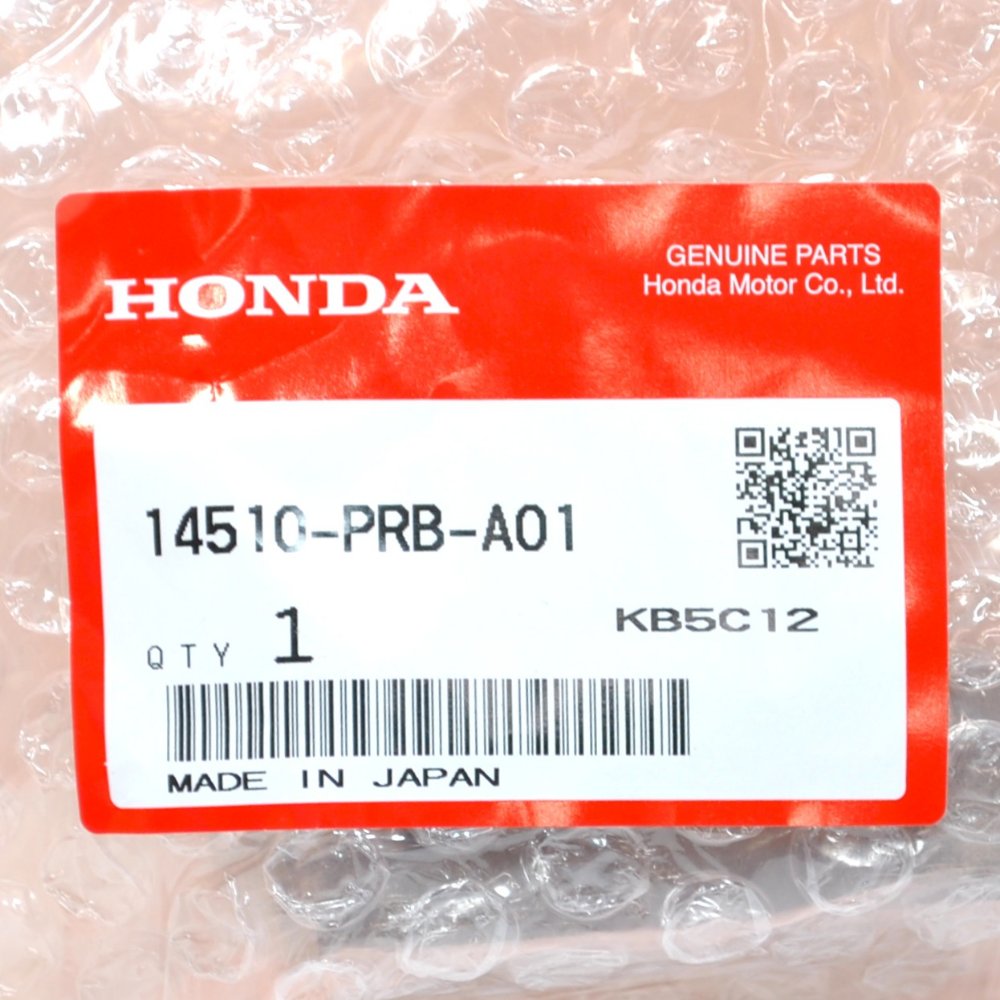 HONDA
GENUINE PARTS
Honda Motor Co., Ltd.
14510-PRB-A01
QTY 1
KB5C12
MADE IN JAPAN